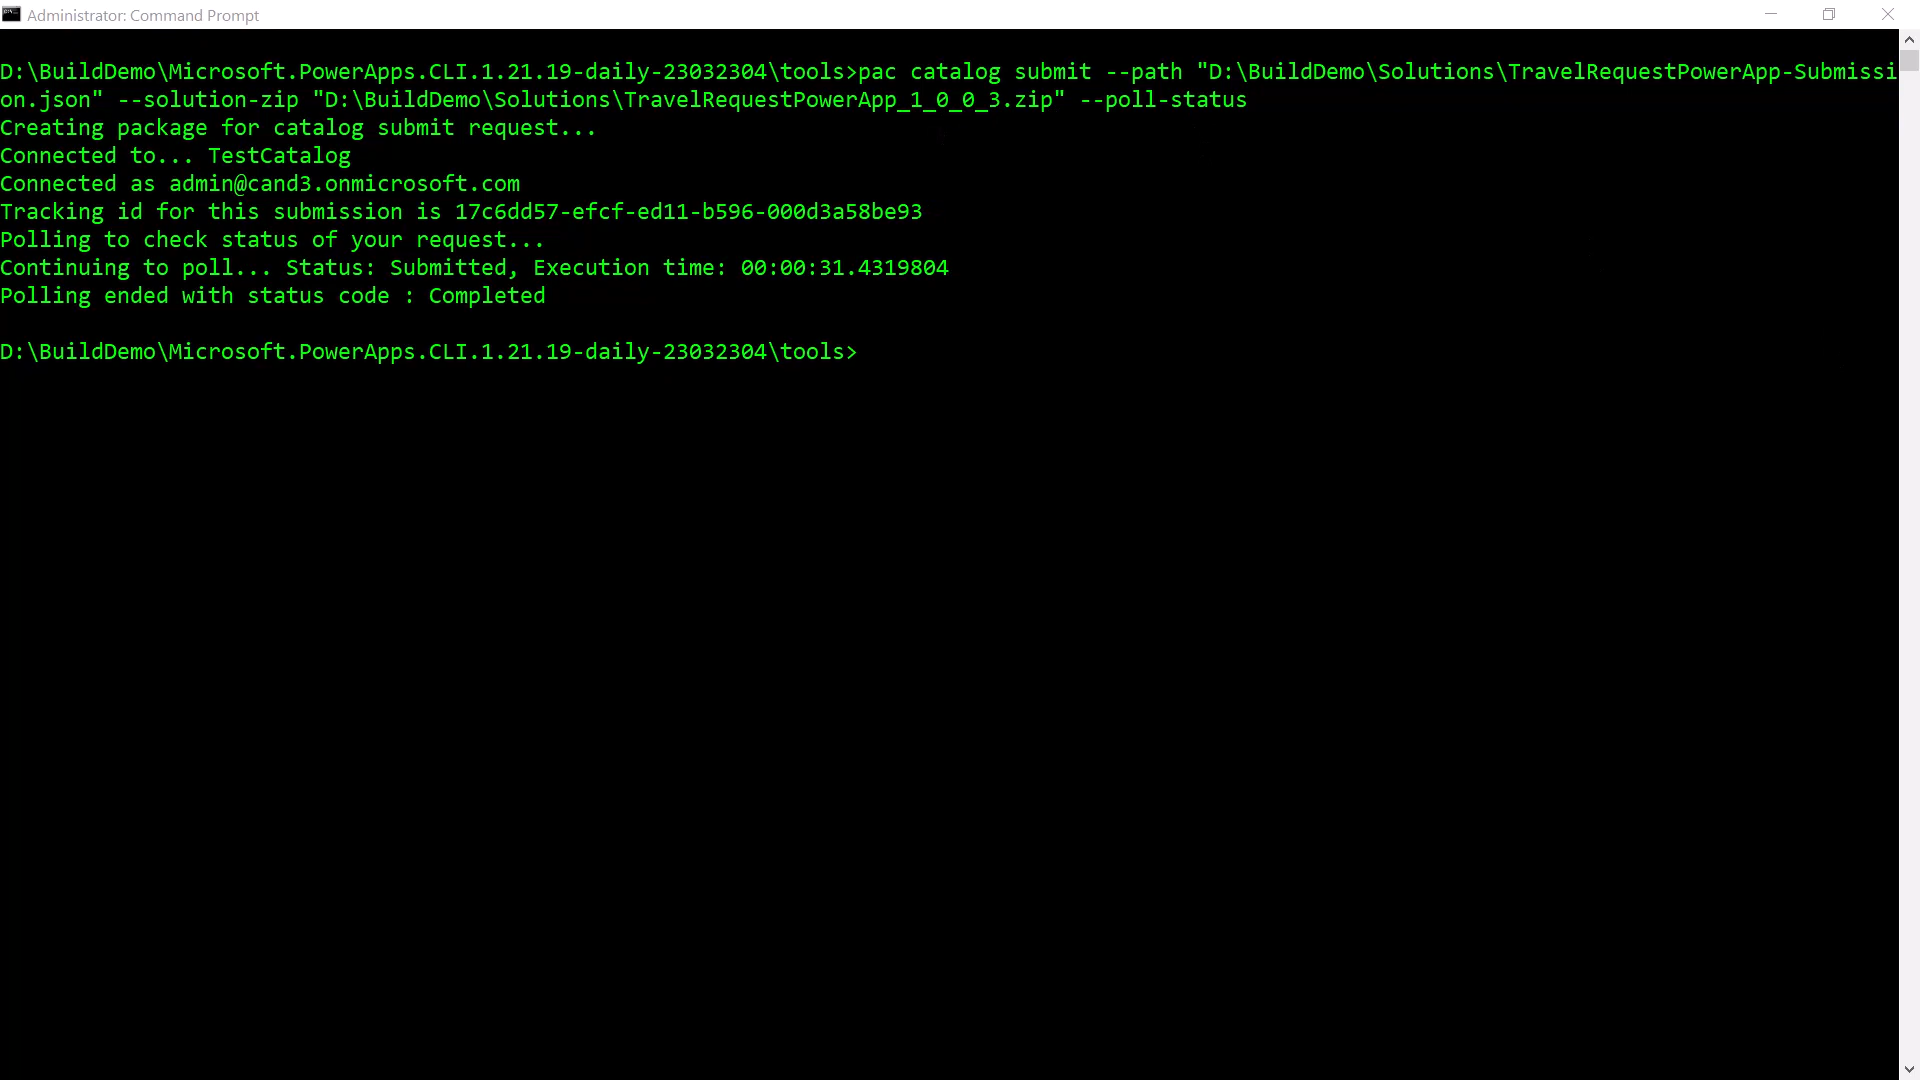 Administrator: Command Prompt
D:\BuildDemo\Microsoft.PowerApps.CLI.1.21.19-daily-23032304\tools>pac catalog submit --path "D:\BuildDemo\Solutions\TravelRequestPowerApp-Submissi
on.json" --solution-zip "D:\BuildDemo\Solutions\TravelRequestPowerApp_1_0_0_3.zip" --poll-status
Creating package for catalog submit request...
Connected to... TestCatalog
Connected as admin@cand3.onmicrosoft.com
Tracking id for this submission is 17c6dd57-efcf-ed11-b596-000d3a58be93
Polling to check status of your request...
Continuing to poll... Status: Submitted, Execution time: 00:00:31.4319804
Polling ended with status code : Completed
D:\BuildDemo\Microsoft.PowerApps.CLI.1.21.19-daily-23032304\tools>